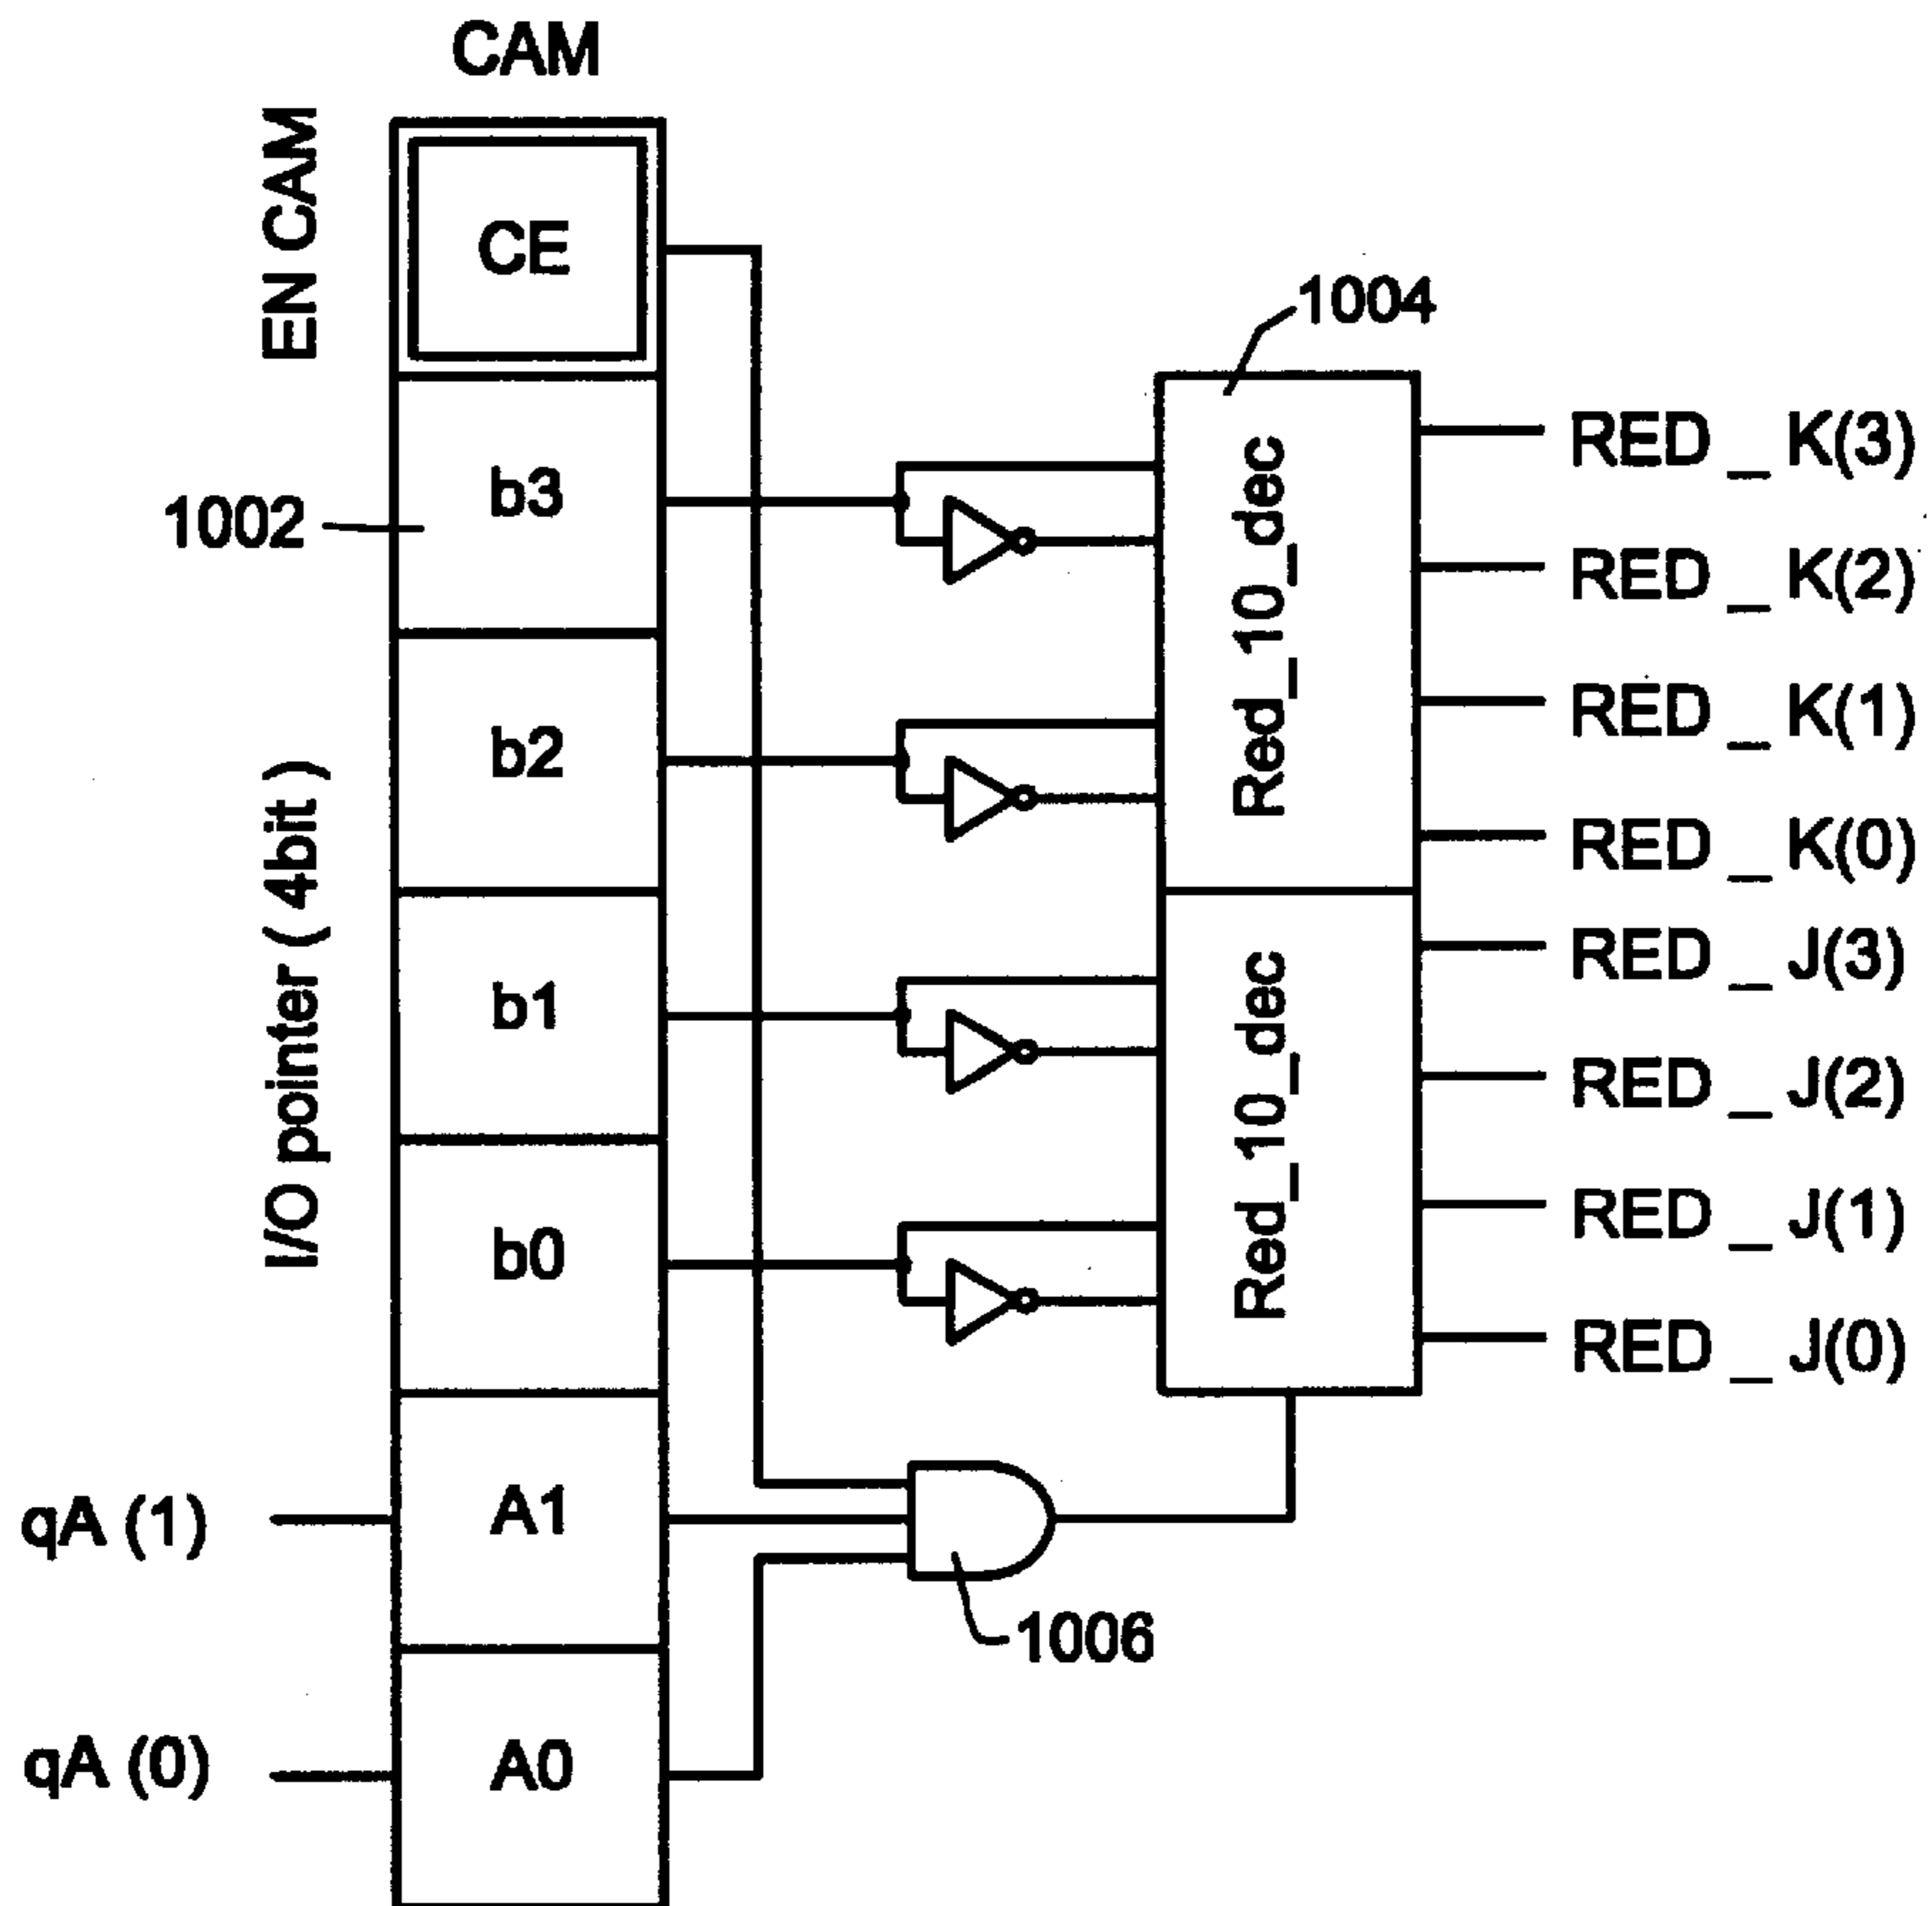 CAM
EN CAM
CE
1004
b3
1002
RED _ K(3)
RED _ K(2)
Red_10_dec
b2
RED _ K(1)
RED _ K(0)
I/O pointer ( 4bit )
b1
RED _ J(3)
RED _ J(2)
Red_10_dec
b0
RED _ J(1)
RED _ J(0)
qA (1)
A1
1006
qA (0)
A0